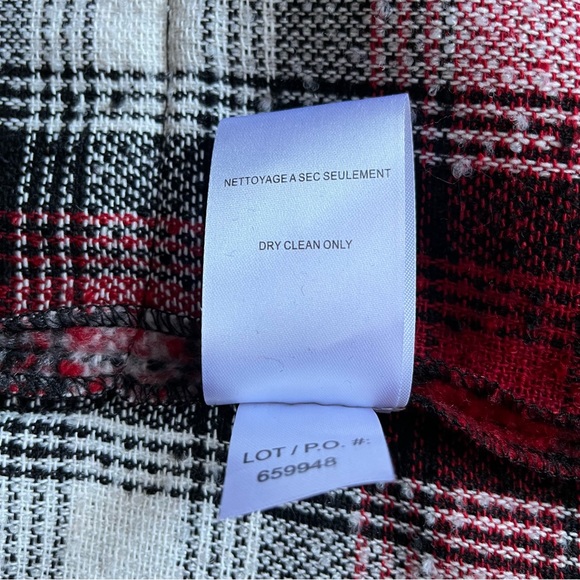 NETTOYAGE A SEC SEULEMENT
DRY CLEAN ONLY
LOT / P.O. #:
659948